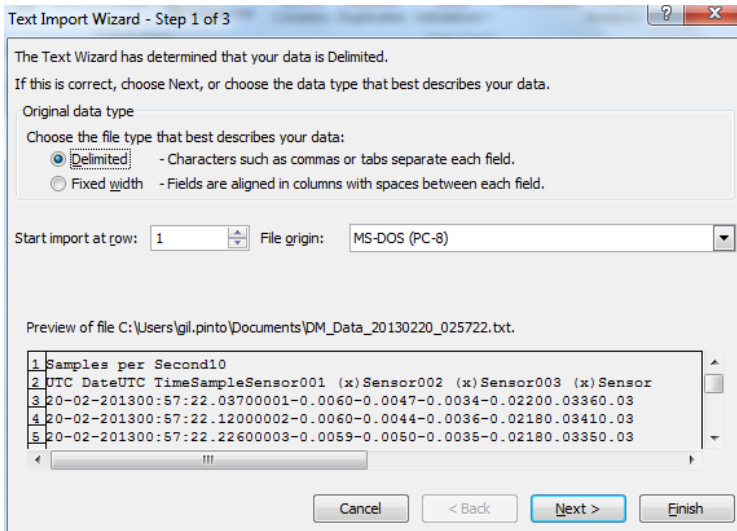 Text Import Wizard - Step 1 of 3
The Text Wizard has determined that your data is Delimited.
If this is correct, choose Next, or choose the data type that best describes your data.
Original data type
Choose the file type that best describes your data:
Delimited - Characters such as commas or tabs separate each field.
Fixed width - Fields are aligned in columns with spaces between each field.
Start import at row: 1 File origin: MS-DOS (PC-8)
Preview of file C:\Users\gil.pinto\Documents\DM_Data_20130220_025722.txt.
1 Samples per Second10
2 UTC DateUTC TimeSampleSensor001 (x)Sensor002 (x)Sensor003 (x)Sensor
3 20-02-201300:57:22.03700001-0.0060-0.0047-0.0034-0.02200.03360.03
4 20-02-201300:57:22.12000002-0.0060-0.0044-0.0036-0.02180.03410.03
5 20-02-201300:57:22.22600003-0.0059-0.0050-0.0035-0.02180.03350.03
Cancel < Back Next > Finish